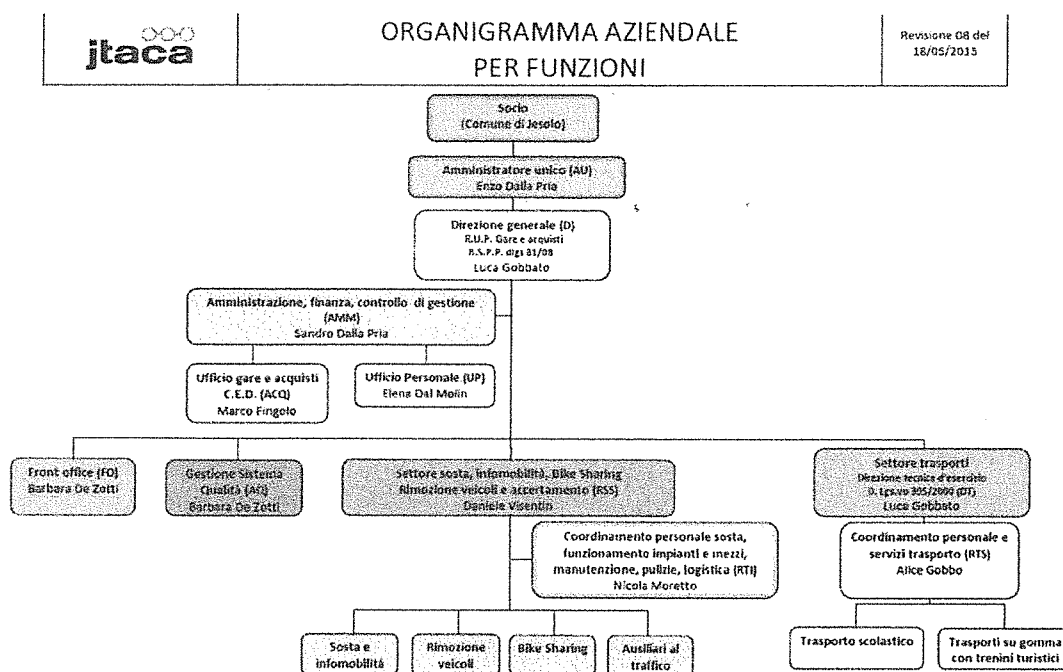 jtaca
ORGANIGRAMMA AZIENDALE
PER FUNZIONI
Revisione 08 del
18/05/2015
Socio
(Comune di Jesolo)
Amministratore unico (AU)
Enzo Dalla Pria
Direzione generale (D)
R.U.P. Gare e acquisti
R.S.P.P. dlgs 81/08
Luca Gobbato
Amministrazione, finanza, controllo di gestione
(AMM)
Sandro Dalla Pria
Ufficio gare e acquisti
C.E.D. (ACQ)
Marco Fingolo
Ufficio Personale (UP)
Elena Dal Molin
Front office (FO)
Barbara De Zotti
Gestione Sistema
Qualità (AQ)
Barbara De Zotti
Settore sosta, infomobilità, Bike Sharing
Rimozione veicoli e accertamento (RSS)
Daniele Visentin
Settore trasporti
Direzione tecnica d'esercizio
D. Lgs.vo 395/2000 (DT)
Luca Gobbato
Coordinamento personale sosta,
funzionamento impianti e mezzi,
manutenzione, pulizie, logistica (RTI)
Nicola Moretto
Coordinamento personale e
servizi trasporto (RTS)
Alice Gobbo
Sosta e
infomobilità
Rimozione
veicoli
Bike Sharing
Ausiliari al
traffico
Trasporto scolastico
Trasporti su gomma
con trenini turistici